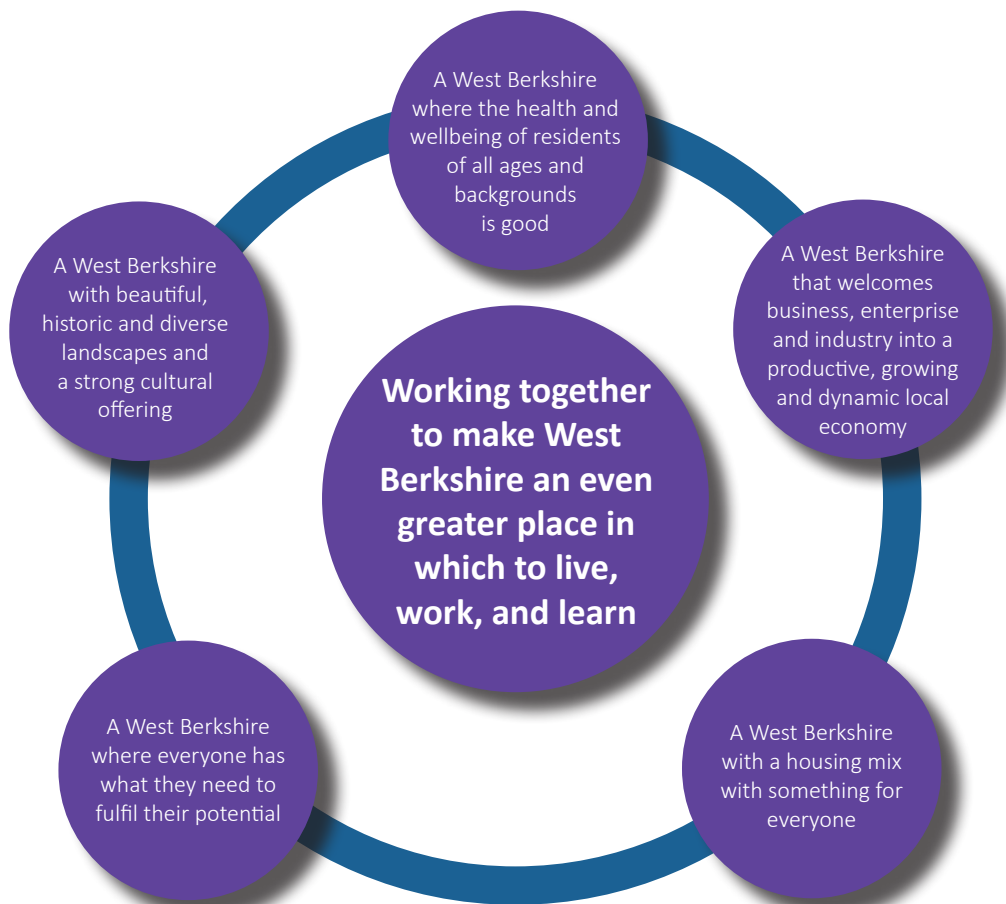 A West Berkshire
where the health and
wellbeing of residents
of all ages and
backgrounds
is good
A West Berkshire
that welcomes
business, enterprise
and industry into a
productive, growing
and dynamic local
economy
A West Berkshire
with a housing mix
with something for
everyone
A West Berkshire
where everyone has
what they need to
fulfil their potential
A West Berkshire
with beautiful,
historic and diverse
landscapes and
a strong cultural
offering
Working together
to make West
Berkshire an even
greater place in
which to live,
work, and learn